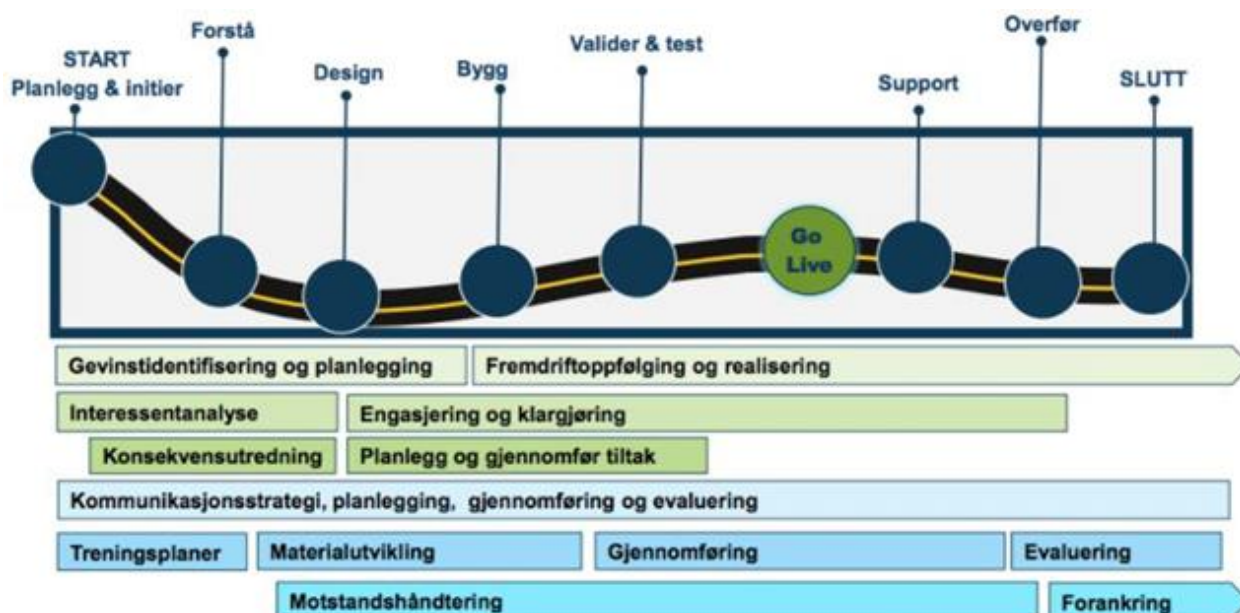 START
Planlegg & initier
Forstå
Design
Bygg
Valider & test
Go
Live
Support
Overfør
SLUTT
Gevinstidentifisering og planlegging
Fremdriftoppfølging og realisering
Interessentanalyse
Engasjering og klargjøring
Konsekvensutredning
Planlegg og gjennomfør tiltak
Kommunikasjonsstrategi, planlegging, gjennomføring og evaluering
Treningsplaner
Materialutvikling
Gjennomføring
Evaluering
Motstandshåndtering
Forankring